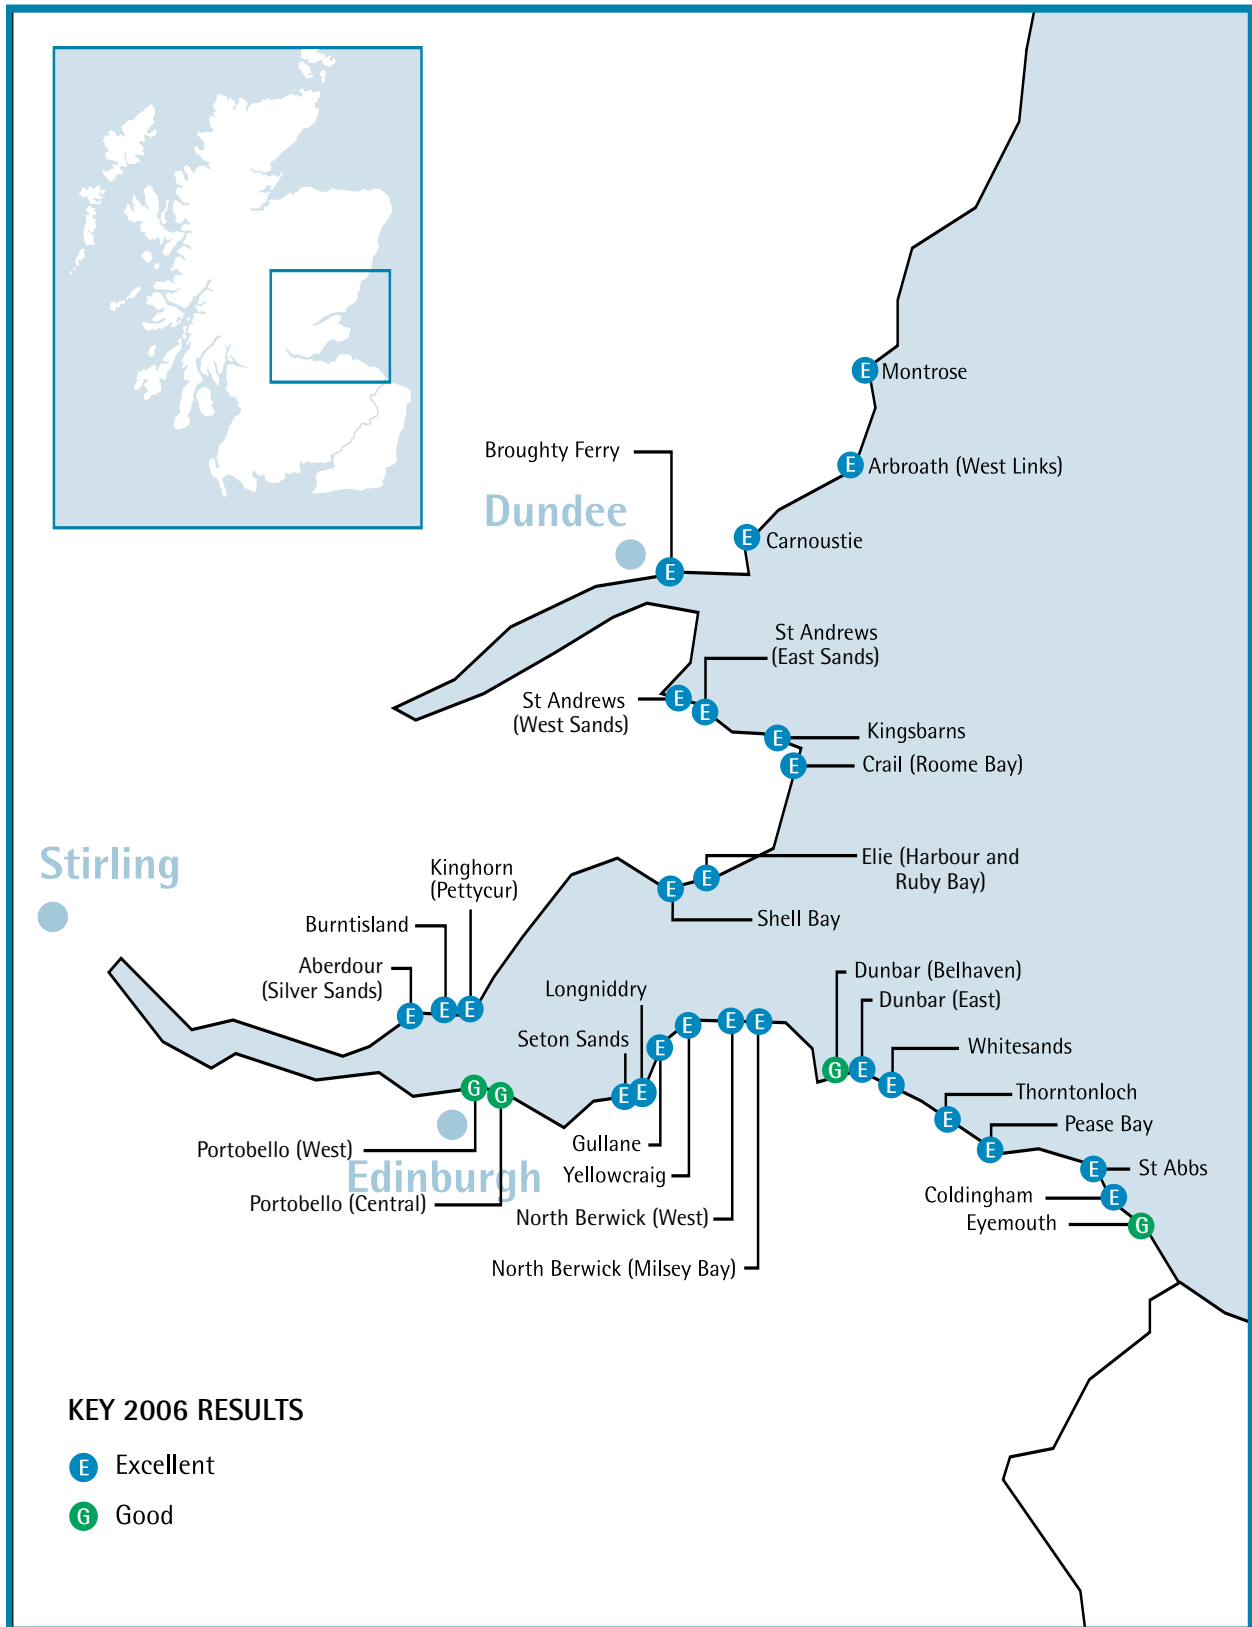 E Montrose
Broughty Ferry
E Arbroath (West Links)
Dundee
E Carnoustie
E
St Andrews
(East Sands)
St Andrews
(West Sands)
E
E
E Kingsbarns
E Crail (Roome Bay)
Stirling
Kinghorn
(Pettycur)
Elie (Harbour and
Ruby Bay)
E
E
Shell Bay
Burntisland
Aberdour
(Silver Sands)
E
E
E
Longniddry
Seton Sands
Dunbar (Belhaven)
Dunbar (East)
Whitesands
Thorntonloch
Pease Bay
St Abbs
E
E
E
E
E
E
G
E
E
E
E
E
G
G
Portobello (West)
Edinburgh
Portobello (Central)
Gullane
Yellowcraig
North Berwick (West)
North Berwick (Milsey Bay)
Coldingham E
Eyemouth G
KEY 2006 RESULTS
E Excellent
G Good